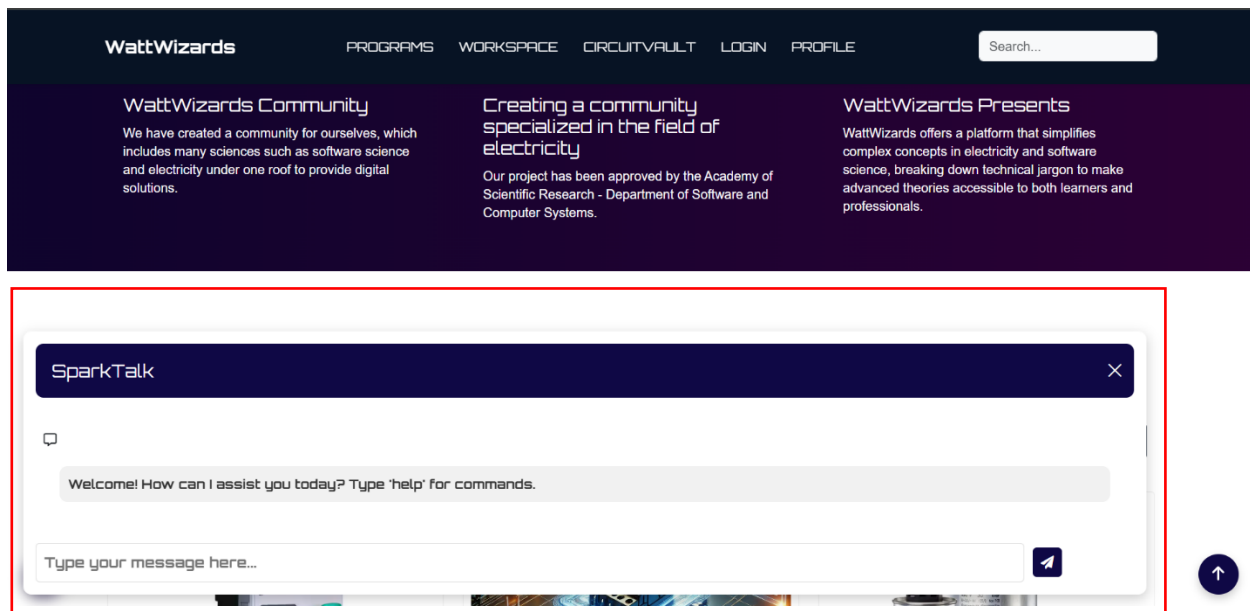 WattWizards PROGRAMS WORKSPACE CIRCUITVAULT LOGIN PROFILE Search...
WattWizards Community
We have created a community for ourselves, which
includes many sciences such as software science
and electricity under one roof to provide digital
solutions.
Creating a community
specialized in the field of
electricity
Our project has been approved by the Academy of
Scientific Research - Department of Software and
Computer Systems.
WattWizards Presents
WattWizards offers a platform that simplifies
complex concepts in electricity and software
science, breaking down technical jargon to make
advanced theories accessible to both learners and
professionals.
SparkTalk
Welcome! How can I assist you today? Type 'help' for commands.
Type your message here...